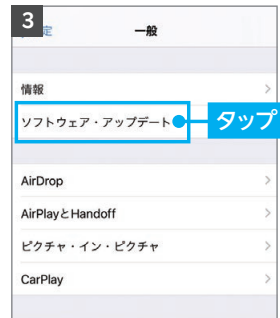 3
定
一般
情報
ソフトウェア・アップデート
タップ
AirDrop
AirPlayとHandoff
ピクチャ・イン・ピクチャ
CarPlay